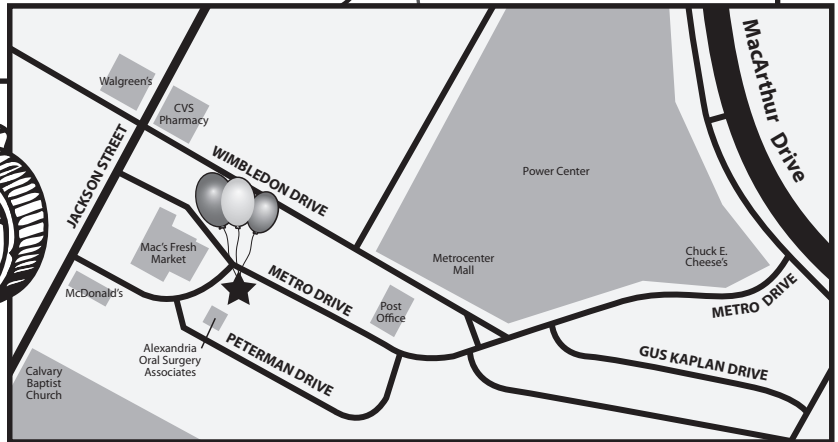 MacArthur Drive
Walgreen's
CVS
Pharmacy
JACKSON STREET
WIMBLEDON DRIVE
Power Center
Mac's Fresh
Market
Metrocenter
Mall
Chuck E.
Cheese's
McDonald's
METRO DRIVE
Post
Office
METRO DRIVE
Alexandria
Oral Surgery
Associates
PETERMAN DRIVE
GUS KAPLAN DRIVE
Calvary
Baptist
Church